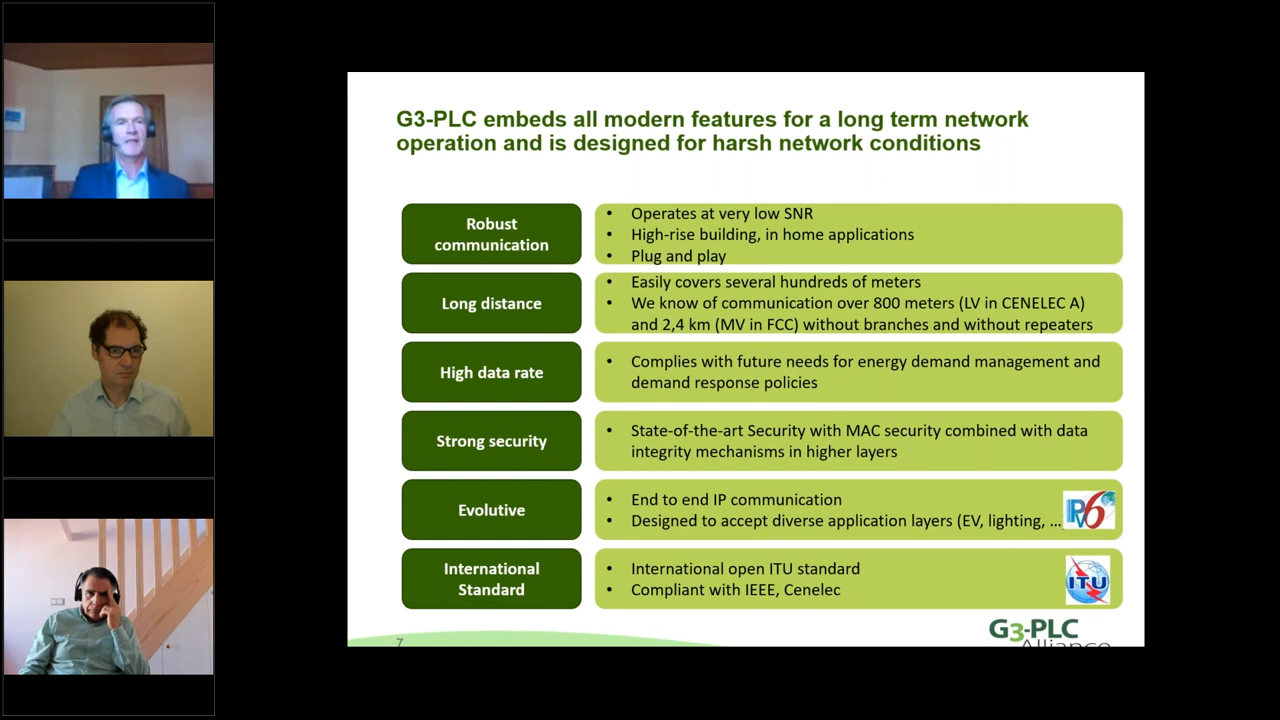 G3-PLC embeds all modern features for a long term network
operation and is designed for harsh network conditions
Robust
communication
• Operates at very low SNR
• High-rise building, in home applications
• Plug and play
Long distance
• Easily covers several hundreds of meters
• We know of communication over 800 meters (LV in CENELEC A)
and 2,4 km (MV in FCC) without branches and without repeaters
High data rate
• Complies with future needs for energy demand management and
demand response policies
Strong security
• State-of-the-art Security with MAC security combined with data
integrity mechanisms in higher layers
Evolutive
• End to end IP communication
• Designed to accept diverse application layers (EV, lighting, ...
IPv6
International
Standard
• International open ITU standard
• Compliant with IEEE, Cenelec
ITU
7
G3-PLC
Alliance